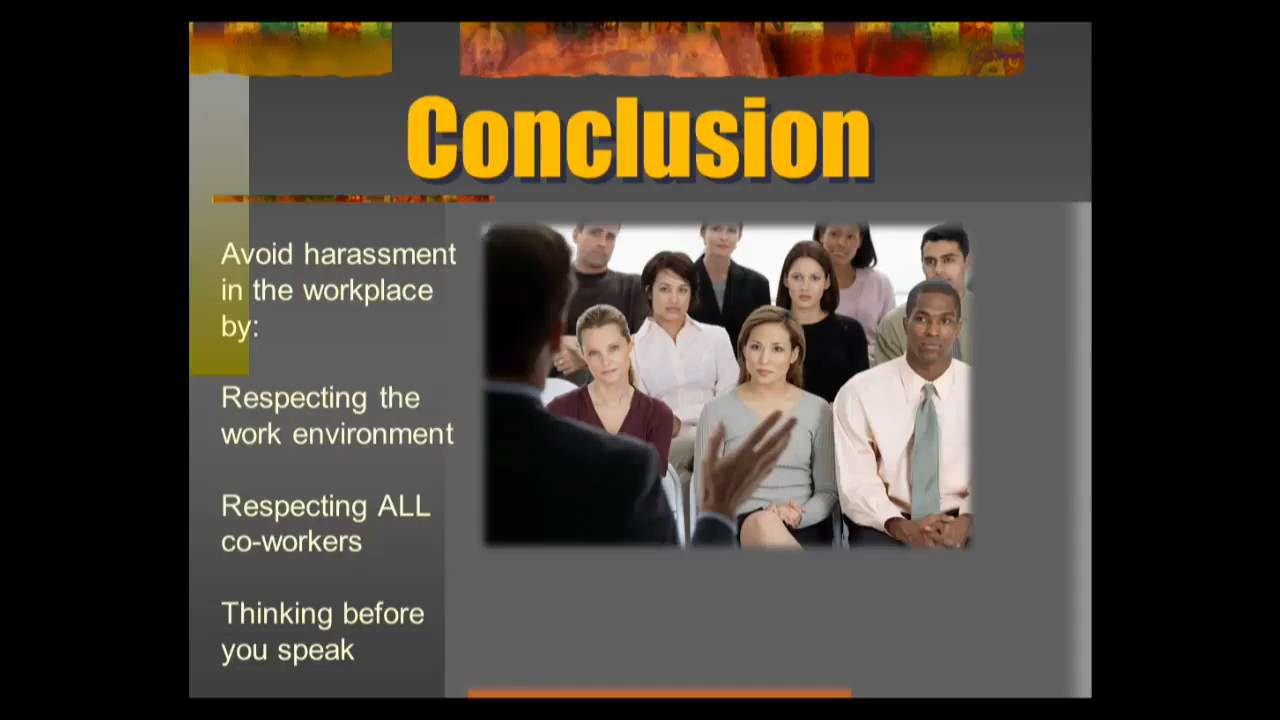 Conclusion
Avoid harassment
in the workplace
by:
Respecting the
work environment
Respecting ALL
co-workers
Thinking before
you speak